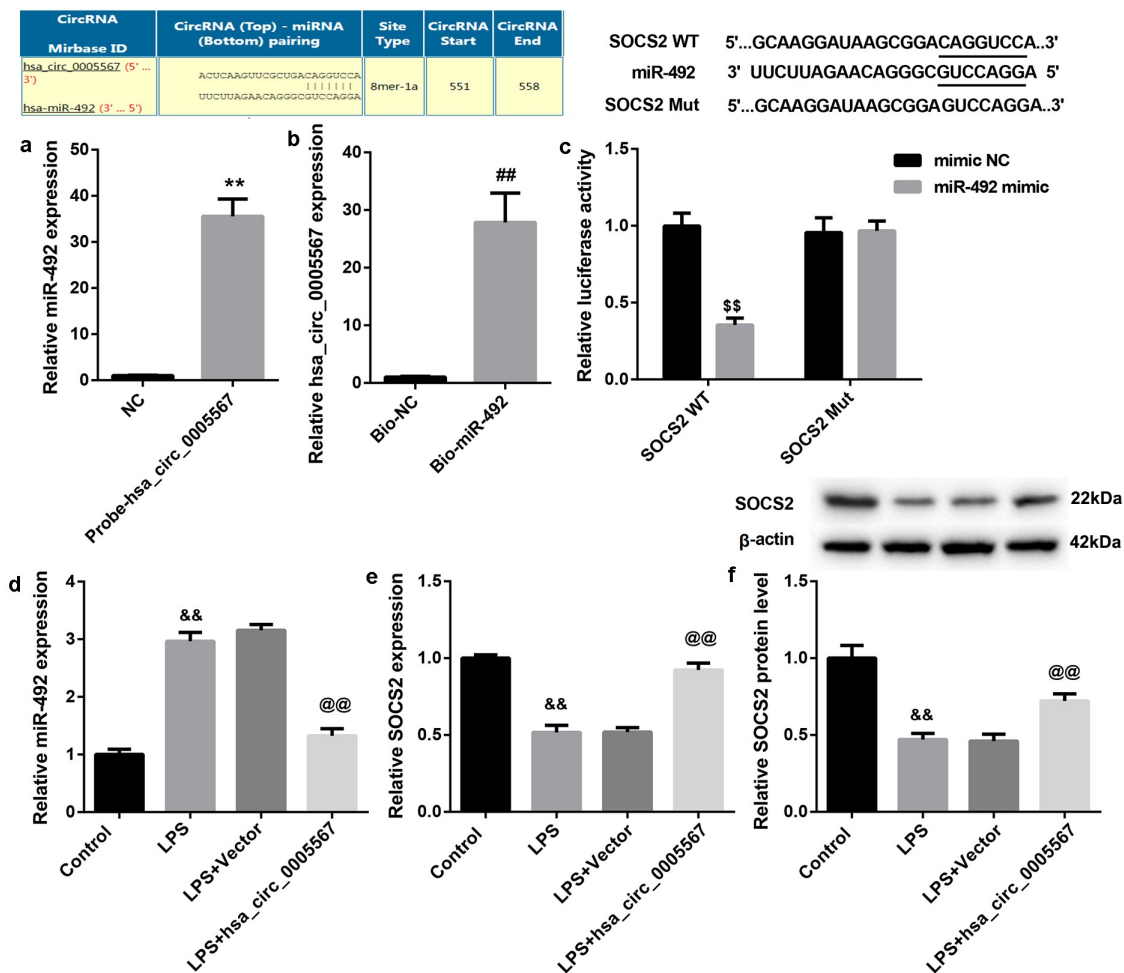 CircRNA
Mirbase ID
CircRNA (Top) - miRNA
(Bottom) pairing
Site
Type
CircRNA
Start
CircRNA
End
hsa_circ_0005567 (5' ...
3')
hsa-miR-492 (3' ... 5')
ACUCAAGUUCGCUGACAGGUCCA
| | | | | | |
UUCUUAGAACAGGGCGUCCAGGA
8mer-1a
551
558
SOCS2 WT 5'...GCAAGGAUAAGCGGACAGGUCCA..3'
miR-492 3' UUCUUAGAACAGGGCGUCCAGGA 5'
SOCS2 Mut 5'...GCAAGGAUAAGCGGAGUCCAGGA..3'
a
Relative miR-492 expression
50
40
30
20
10
0
**
NC
Probe-hsa_circ_0005567
b
Relative hsa_circ_0005567 expression
40
30
20
10
0
##
Bio-NC
Bio-miR-492
c
Relative luciferase activity
1.5
1.0
0.5
0.0
$$
SOCS2 WT
SOCS2 Mut
mimic NC
miR-492 mimic
SOCS2
22kDa
β-actin
42kDa
d
Relative miR-492 expression
4
3
2
1
0
&&
@@
Control
LPS
LPS+Vector
LPS+hsa_circ_0005567
e
Relative SOCS2 expression
1.5
1.0
0.5
0.0
&&
@@
Control
LPS
LPS+Vector
LPS+hsa_circ_0005567
f
Relative SOCS2 protein level
1.5
1.0
0.5
0.0
&&
@@
Control
LPS
LPS+Vector
LPS+hsa_circ_0005567